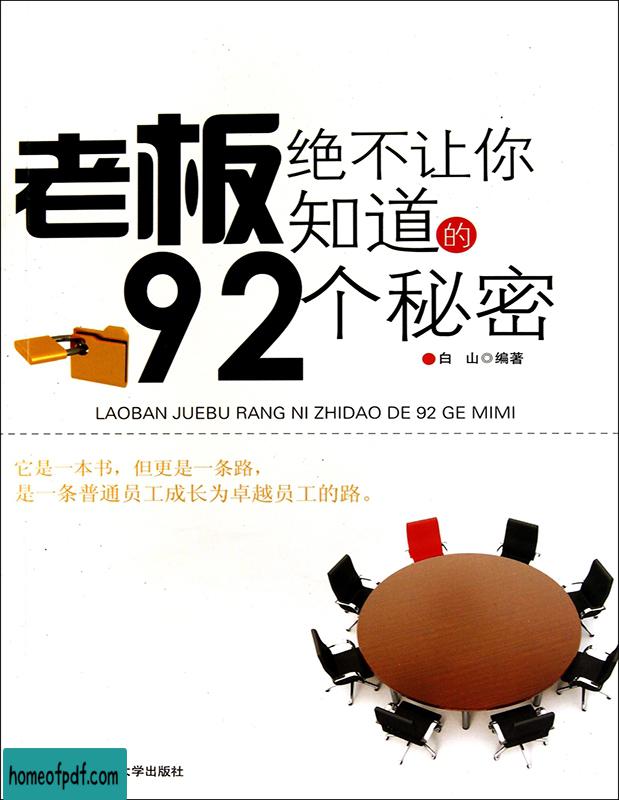 老板绝不让你
知道的
92个秘密
白 山◎编著
LAOBAN JUEBU RANG NI ZHIDAO DE 92 GE MIMI
它是一本书，但更是一条路，
是一条普通员工成长为卓越员工的路。
大学出版社
homeofpdf.com